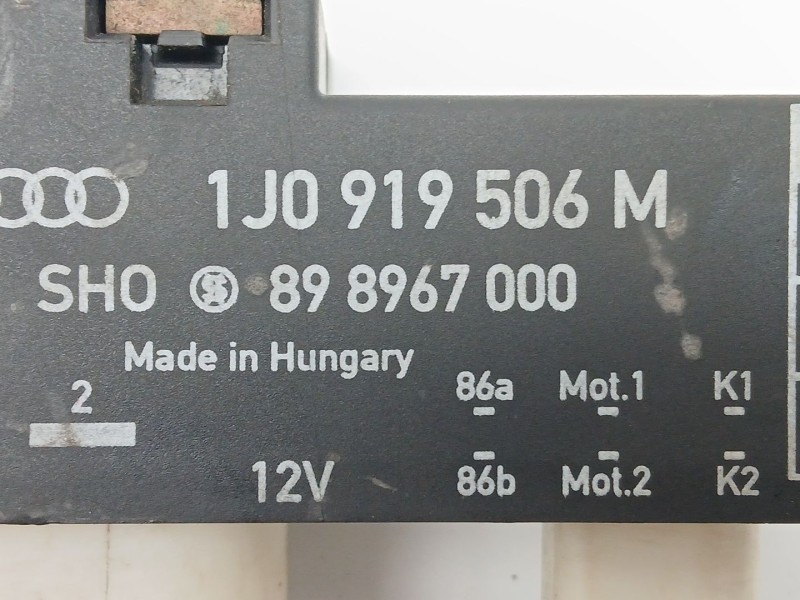 1J0 919 506 M
SHO 89 8967 000
Made in Hungary
2
86a Mot.1 K1
12V
86b Mot.2 K2